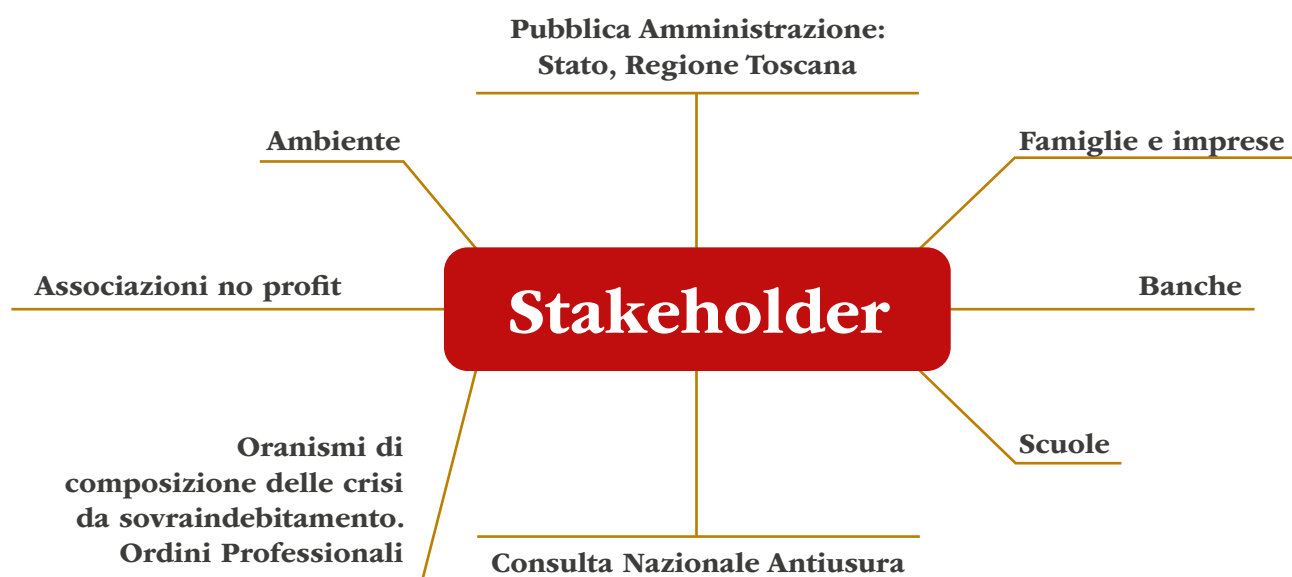 Pubblica Amministrazione:
Stato, Regione Toscana
Ambiente
Famiglie e imprese
Associazioni no profit
Stakeholder
Banche
Oranismi di
composizione delle crisi
da sovraindebitamento.
Ordini Professionali
Scuole
Consulta Nazionale Antiusura